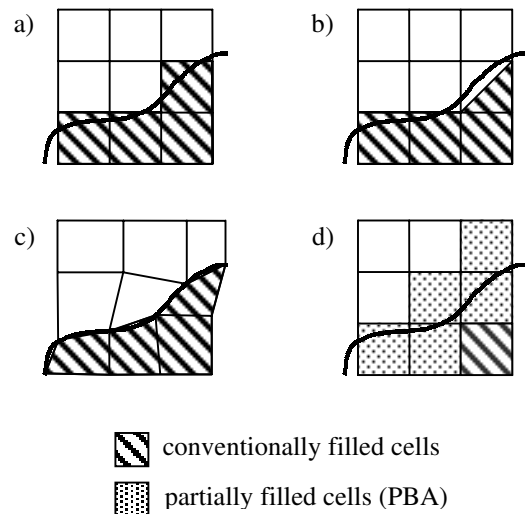 a)
b)
c)
d)
conventionally filled cells
partially filled cells (PBA)